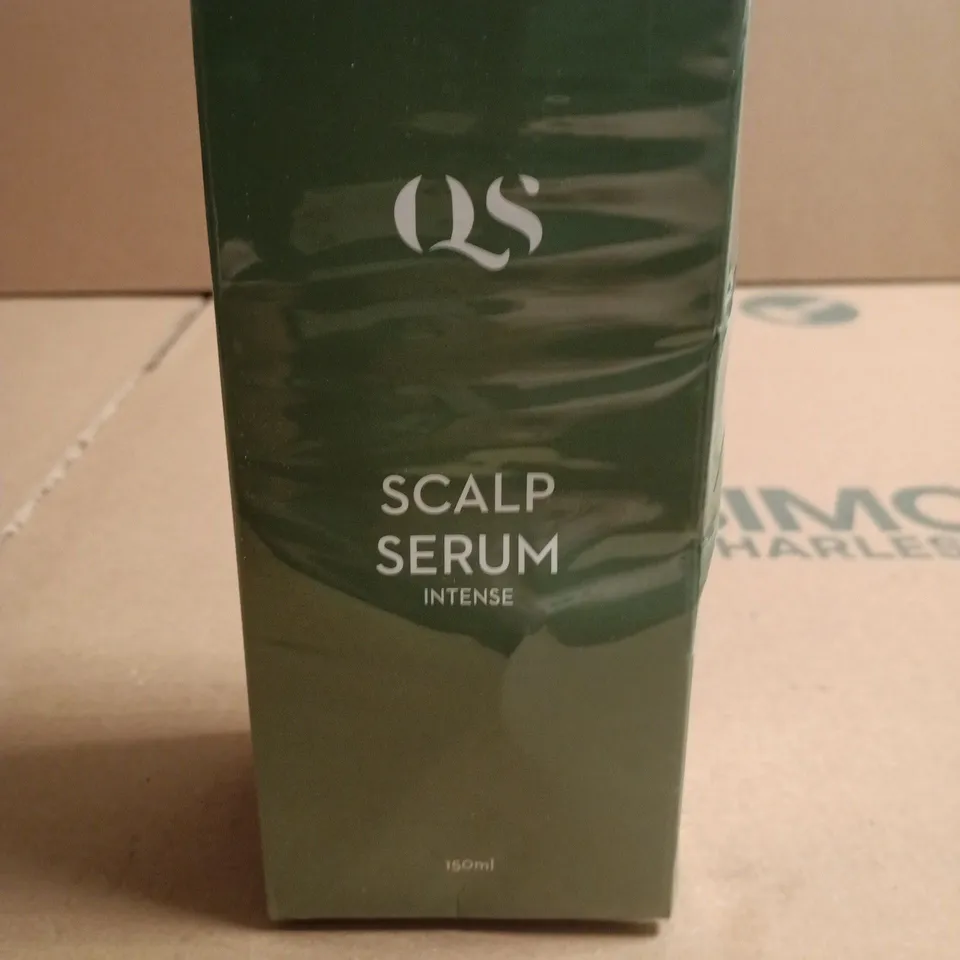 QS
SCALP
SERUM
INTENSE
150ml